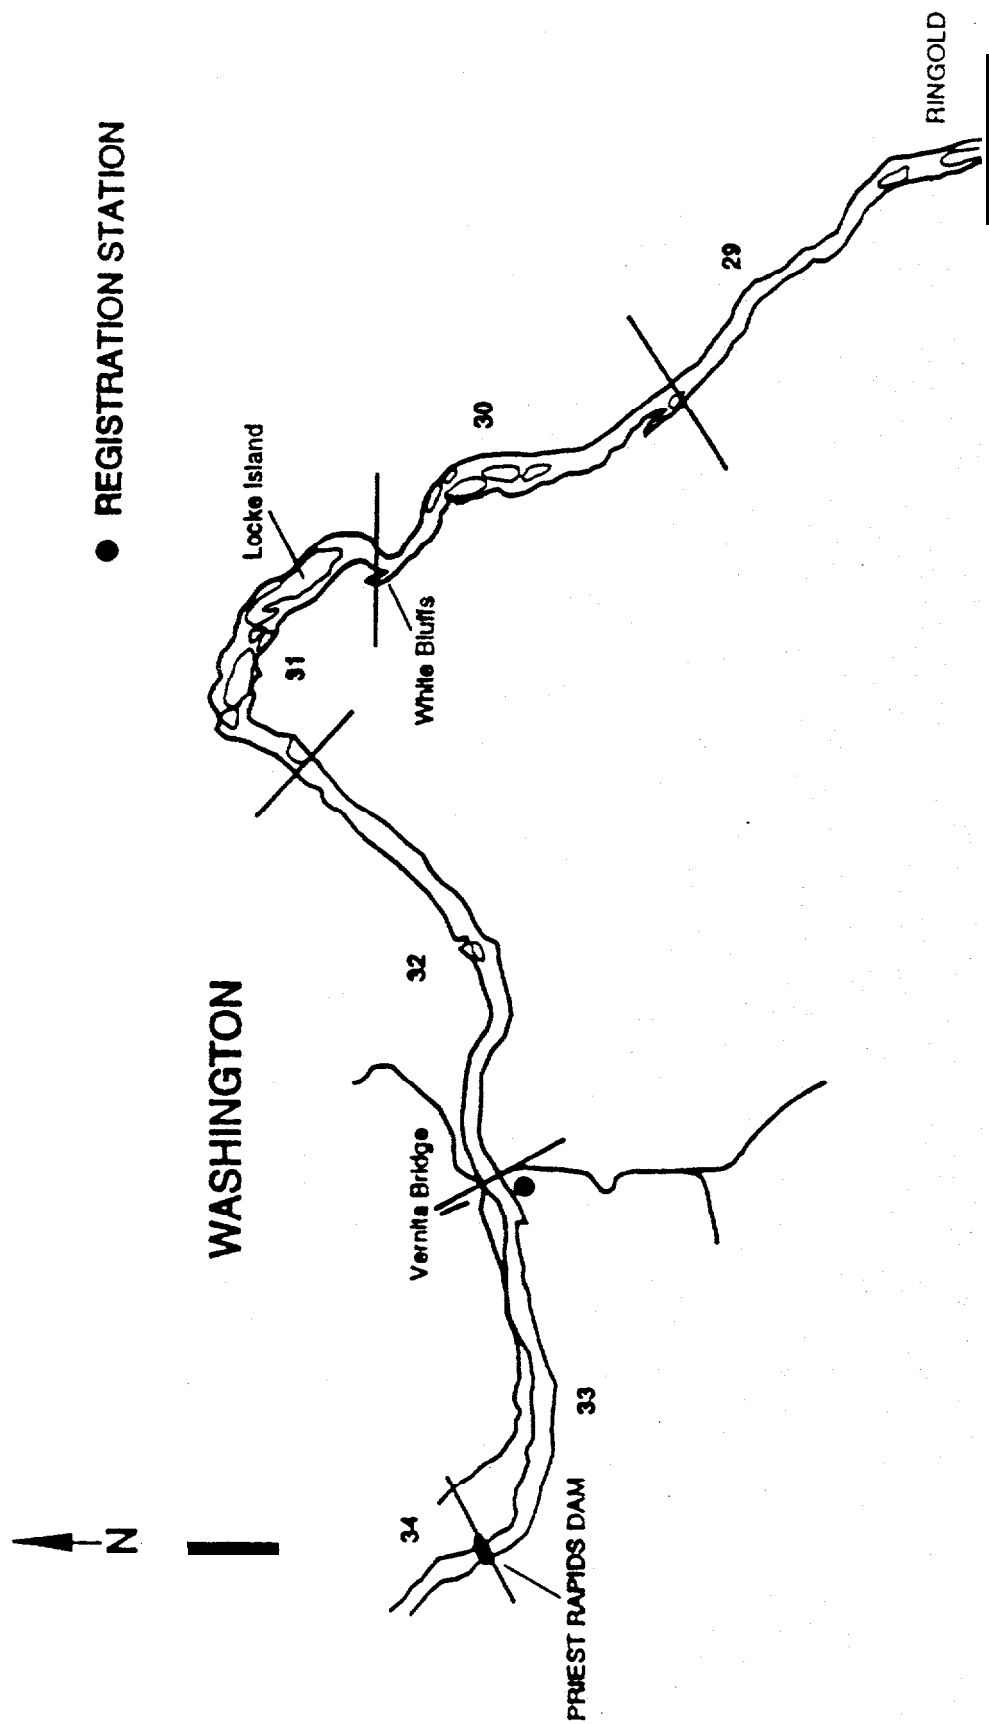 ● REGISTRATION STATION
WASHINGTON
N
RINGOLD
29
30
Locke Island
31
White Bluffs
32
Vernita Bridge
33
34
PRIEST RAPIDS DAM